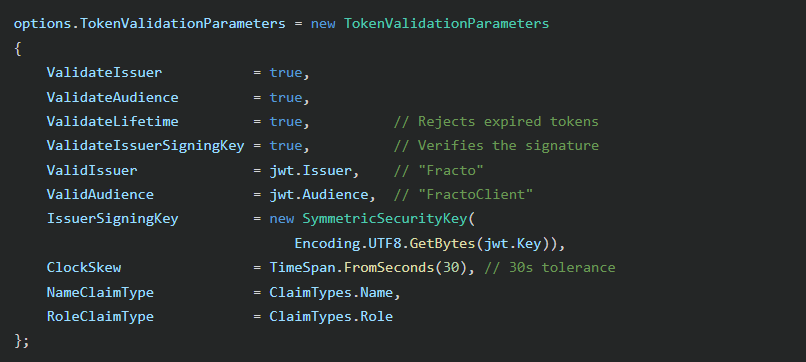 options.TokenValidationParameters = new TokenValidationParameters
{
    ValidateIssuer           = true,
    ValidateAudience         = true,
    ValidateLifetime         = true,          // Rejects expired tokens
    ValidateIssuerSigningKey = true,          // Verifies the signature
    ValidIssuer              = jwt.Issuer,    // "Fracto"
    ValidAudience            = jwt.Audience,  // "FractoClient"
    IssuerSigningKey         = new SymmetricSecurityKey(
                                  Encoding.UTF8.GetBytes(jwt.Key)),
    ClockSkew                = TimeSpan.FromSeconds(30), // 30s tolerance
    NameClaimType            = ClaimTypes.Name,
    RoleClaimType            = ClaimTypes.Role
};